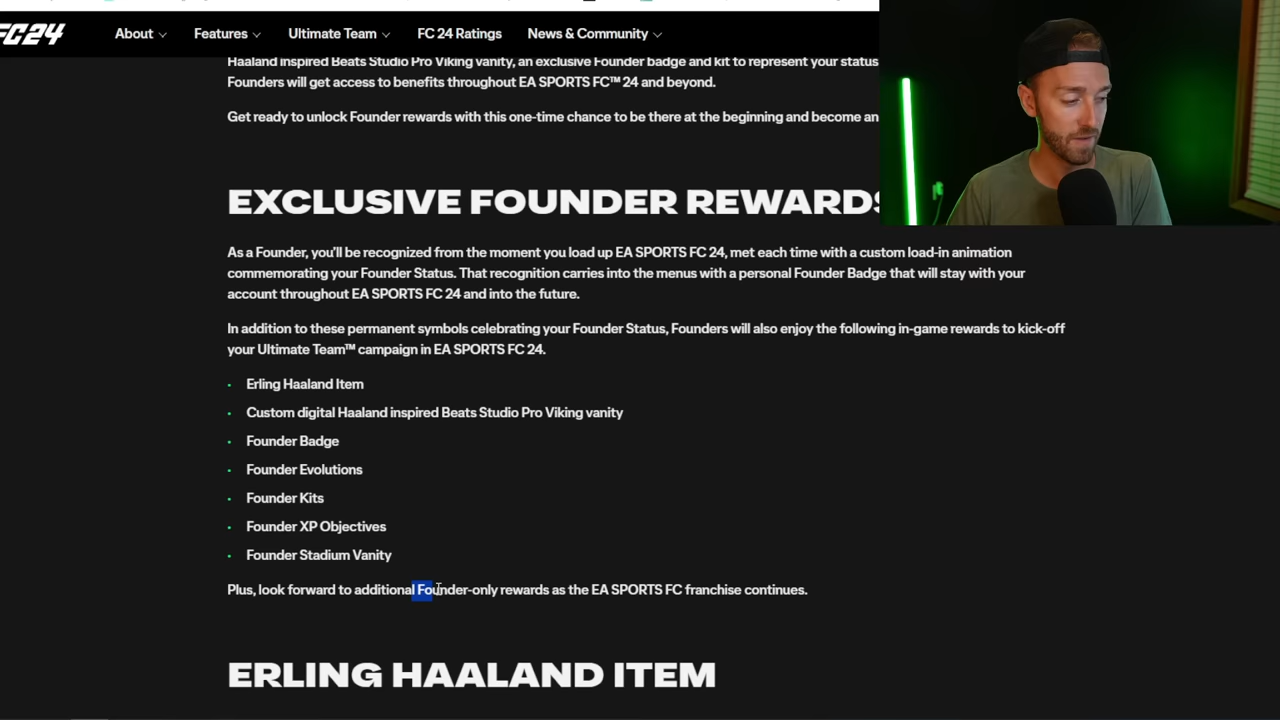 FC24
About
Features
Ultimate Team
FC 24 Ratings
News & Community
Haaland inspired Beats Studio Pro Viking vanity, an exclusive Founder badge and kit to represent your status
Founders will get access to benefits throughout EA SPORTS FC™ 24 and beyond.
Get ready to unlock Founder rewards with this one-time chance to be there at the beginning and become an
EXCLUSIVE FOUNDER REWARDS
As a Founder, you'll be recognized from the moment you load up EA SPORTS FC 24, met each time with a custom load-in animation
commemorating your Founder Status. That recognition carries into the menus with a personal Founder Badge that will stay with your
account throughout EA SPORTS FC 24 and into the future.
In addition to these permanent symbols celebrating your Founder Status, Founders will also enjoy the following in-game rewards to kick-off
your Ultimate Team™ campaign in EA SPORTS FC 24.
Erling Haaland Item
Custom digital Haaland inspired Beats Studio Pro Viking vanity
Founder Badge
Founder Evolutions
Founder Kits
Founder XP Objectives
Founder Stadium Vanity
Plus, look forward to additional Founder-only rewards as the EA SPORTS FC franchise continues.
ERLING HAALAND ITEM